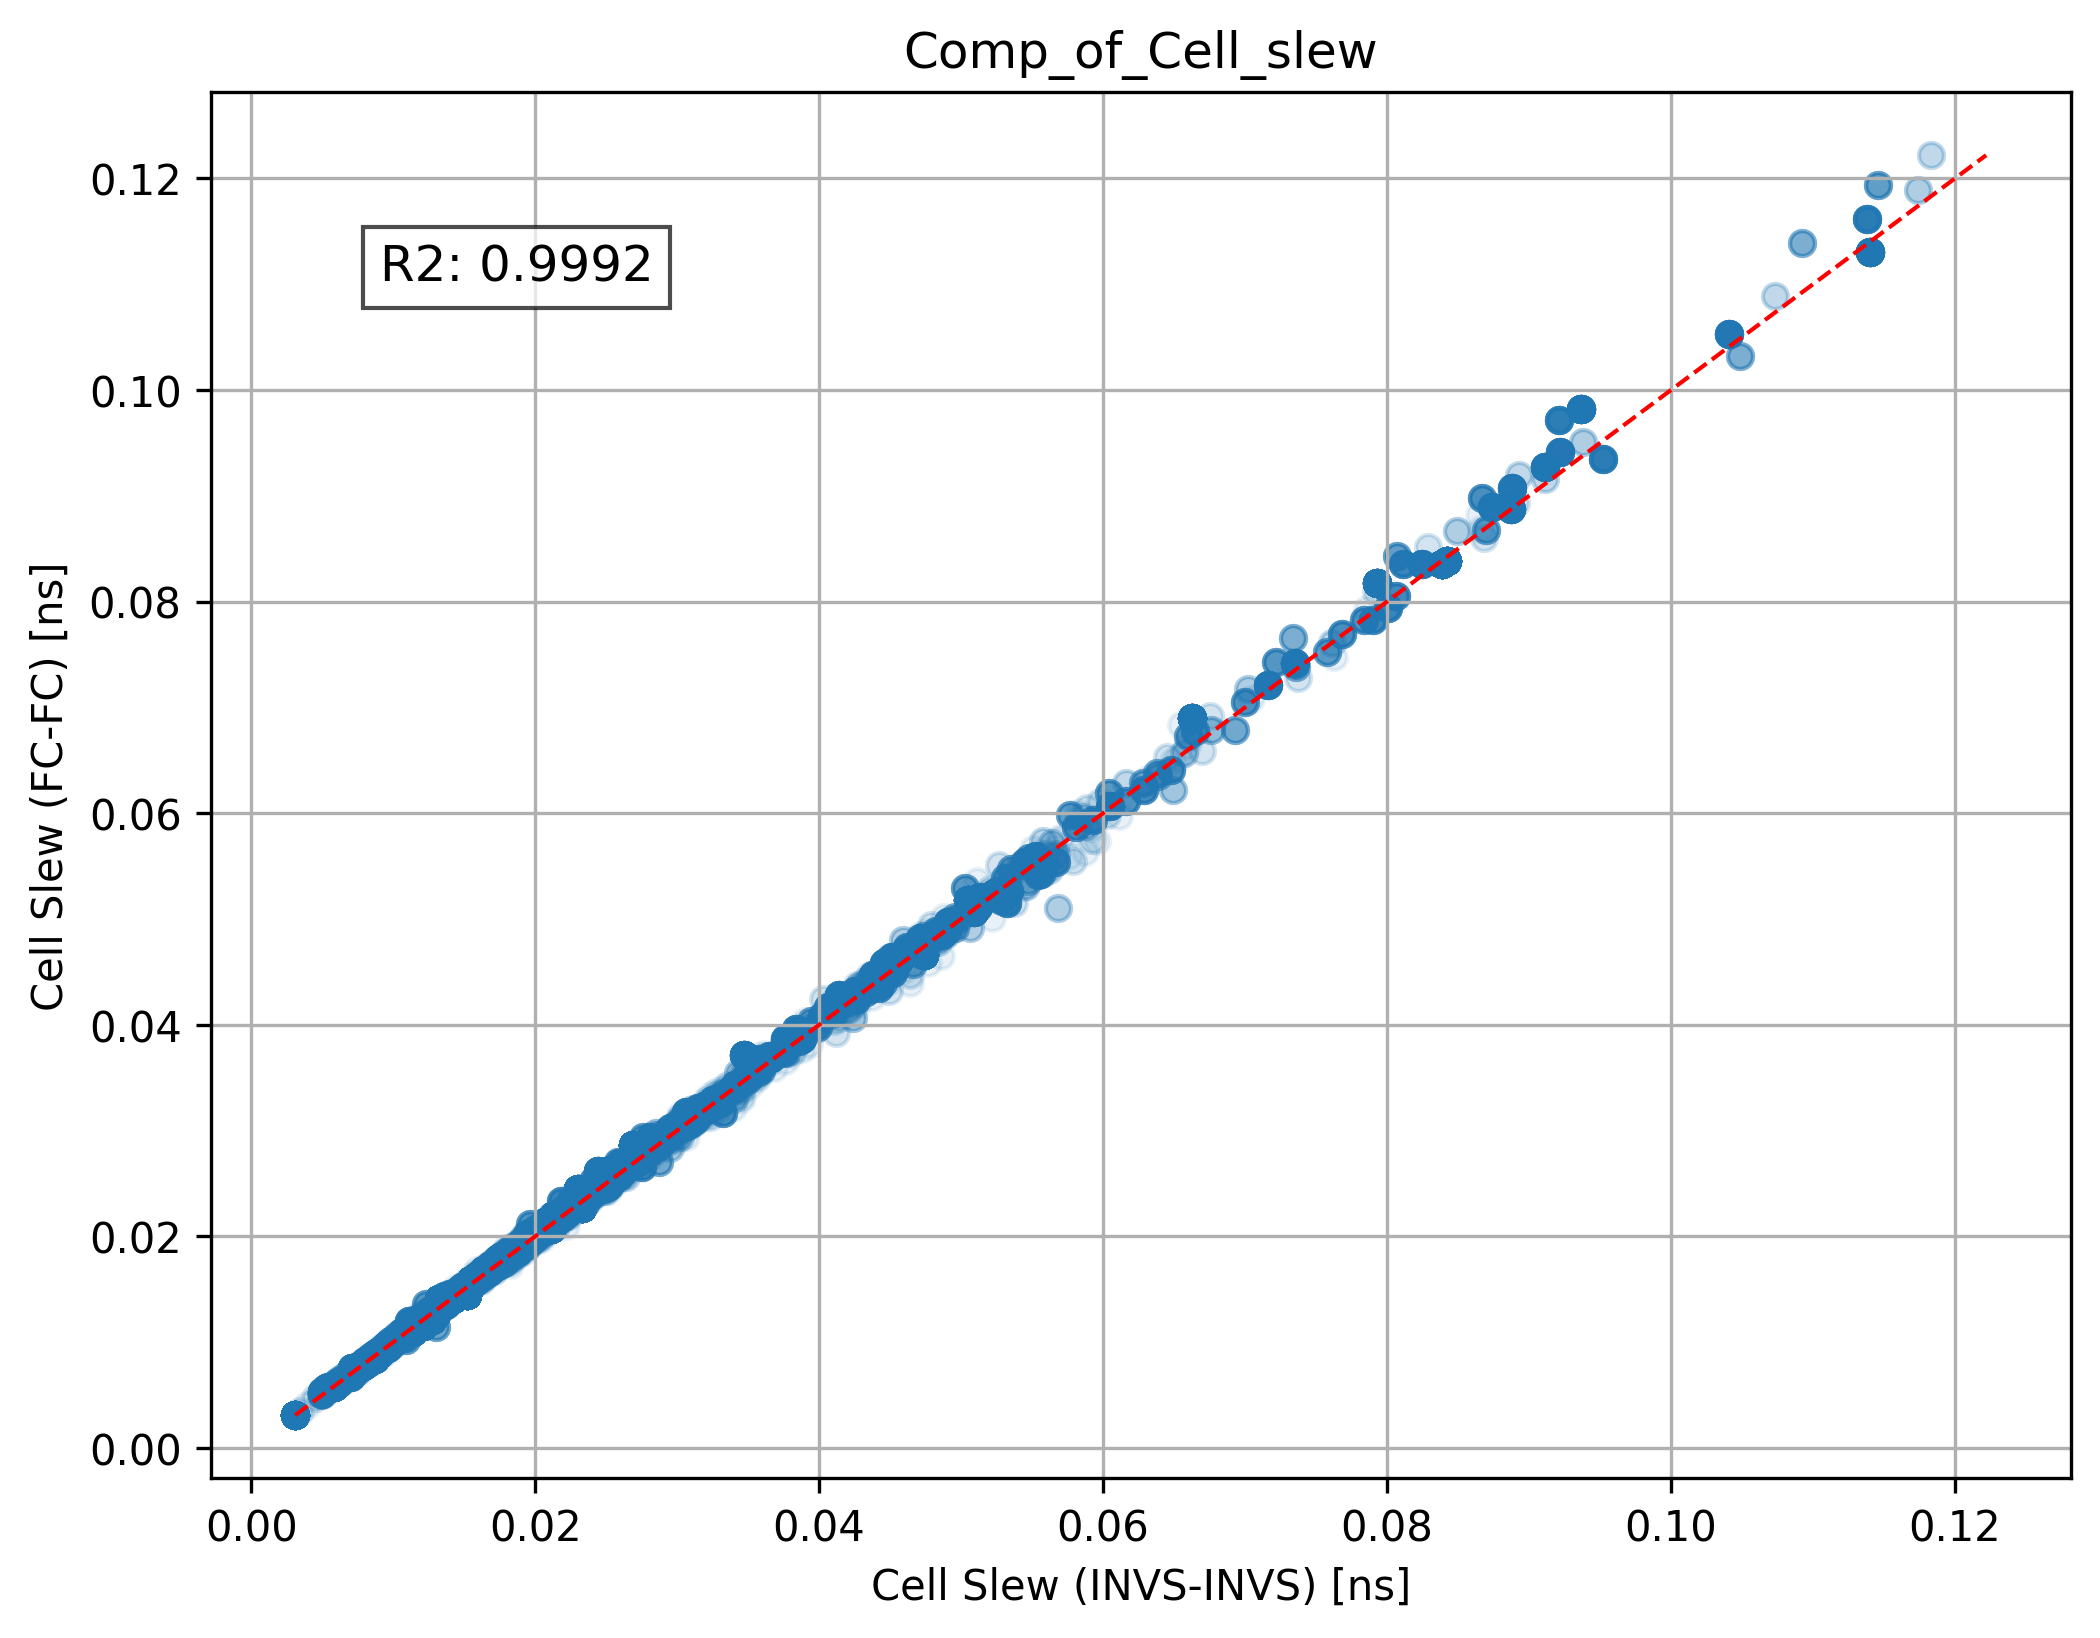 Comp_of_Cell_slew
R2: 0.9992
0.12
0.10
0.08
0.06
0.04
0.02
0.00
Cell Slew (FC-FC) [ns]
0.00 0.02 0.04 0.06 0.08 0.10 0.12
Cell Slew (INVS-INVS) [ns]